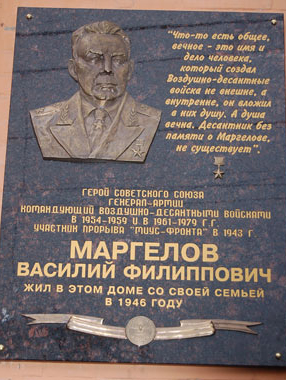 "Что-то есть общее,
вечное - это имя и
дело человека,
который создал
Воздушно-десантные
войска не внешне, а
внутренне, он вложил
в них душу. А душа
вечна. Десантник без
памяти о Маргелове,
не существует".
ГЕРОЙ СОВЕТСКОГО СОЮЗА
ГЕНЕРАЛ-АРМИИ
КОМАНДУЮЩИЙ ВОЗДУШНО-ДЕСАНТНЫМИ ВОЙСКАМИ
В 1954-1959 И В 1961-1979 Г.Г.
УЧАСТНИК ПРОРЫВА "МИУС-ФРОНТА" В 1943 Г.
МАРГЕЛОВ
ВАСИЛИЙ ФИЛИППОВИЧ
ЖИЛ В ЭТОМ ДОМЕ СО СВОЕЙ СЕМЬЕЙ
В 1946 ГОДУ